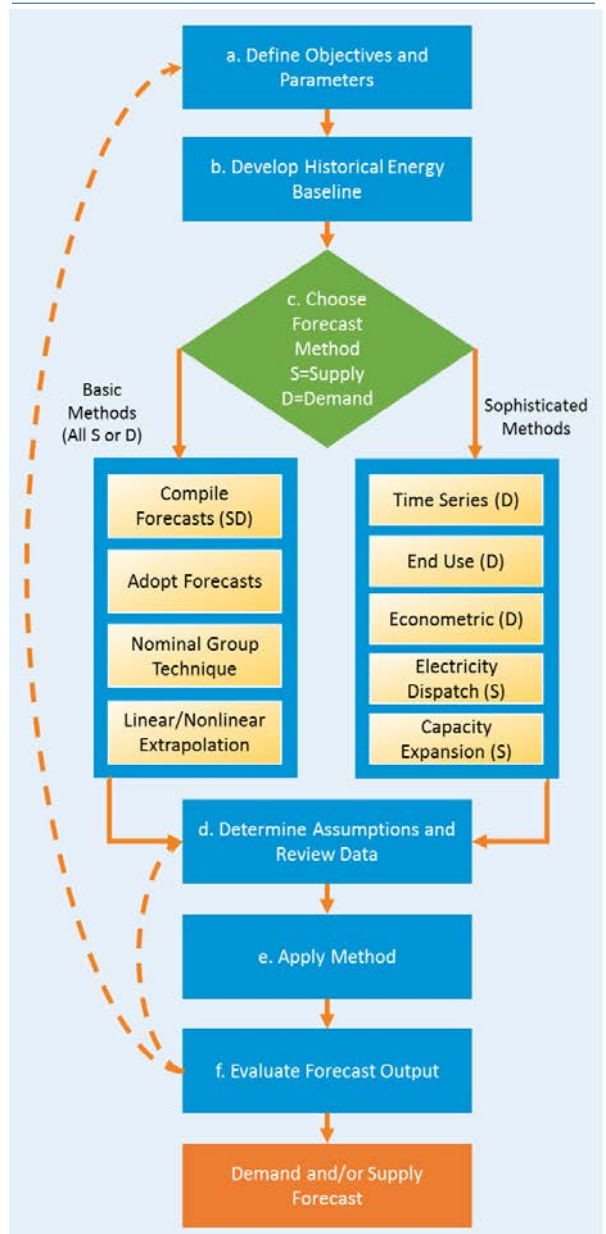 a. Define Objectives and
Parameters
b. Develop Historical Energy
Baseline
c. Choose
Forecast
Method
S=Supply
D=Demand
Basic
Methods
(All S or D)
Sophisticated
Methods
Compile
Forecasts (SD)
Adopt Forecasts
Nominal Group
Technique
Linear/Nonlinear
Extrapolation
Time Series (D)
End Use (D)
Econometric (D)
Electricity
Dispatch (S)
Capacity
Expansion (S)
d. Determine Assumptions and
Review Data
e. Apply Method
f. Evaluate Forecast Output
Demand and/or Supply
Forecast